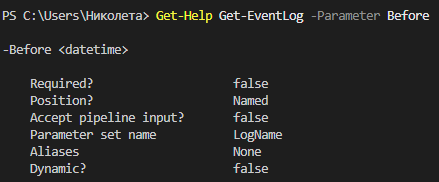 PS C:\Users\Николета> Get-Help Get-EventLog -Parameter Before
-Before <datetime>
Required? false
Position? Named
Accept pipeline input? false
Parameter set name LogName
Aliases None
Dynamic? false